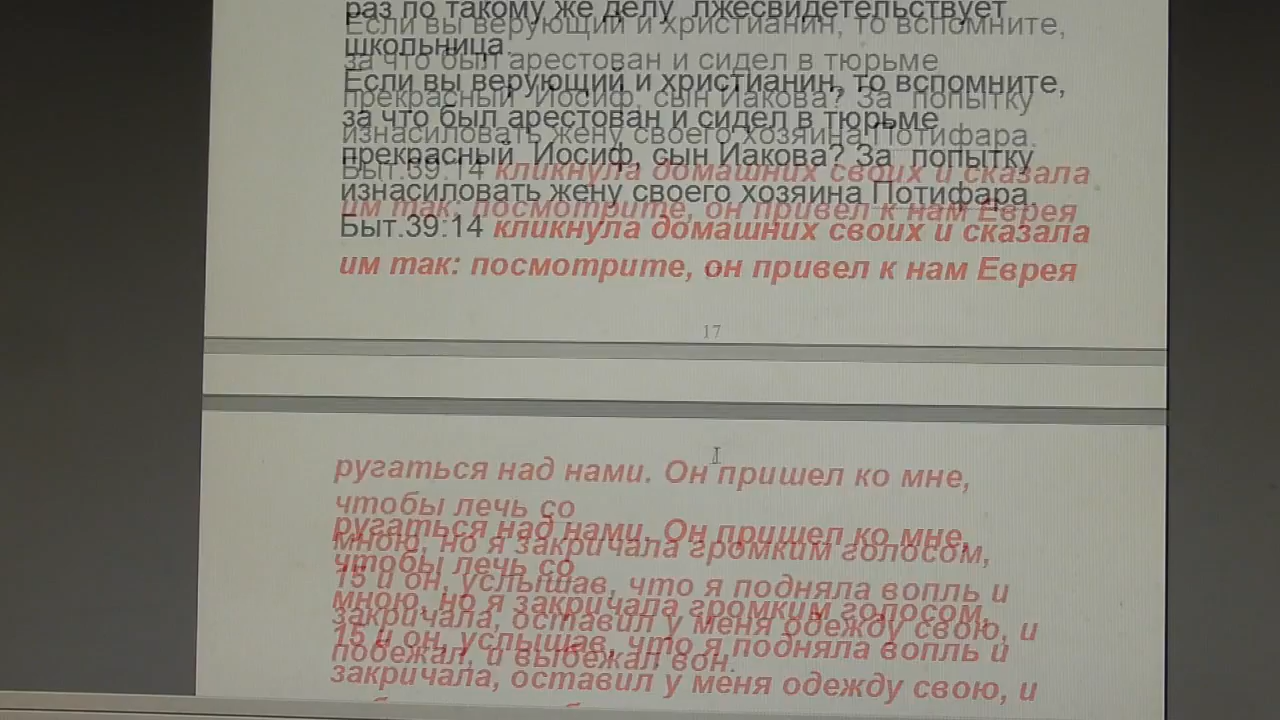 раз по такому же делу лжесвидетельствует
школьница.
Если вы верующий и христианин, то вспомните,
за что был арестован и сидел в тюрьме
прекрасный Иосиф, сын Иакова? За попытку
изнасиловать жену своего хозяина Потифара.
Быт.39:14 кликнула домашних своих и сказала
им так: посмотрите, он привел к нам Еврея
17
ругаться над нами. Он пришел ко мне,
чтобы лечь со
мною, но я закричала громким голосом,
15 и он, услышав, что я поднял вопль и
закричала, оставил у меня одежду свою, и
побежал, и выбежал вон.